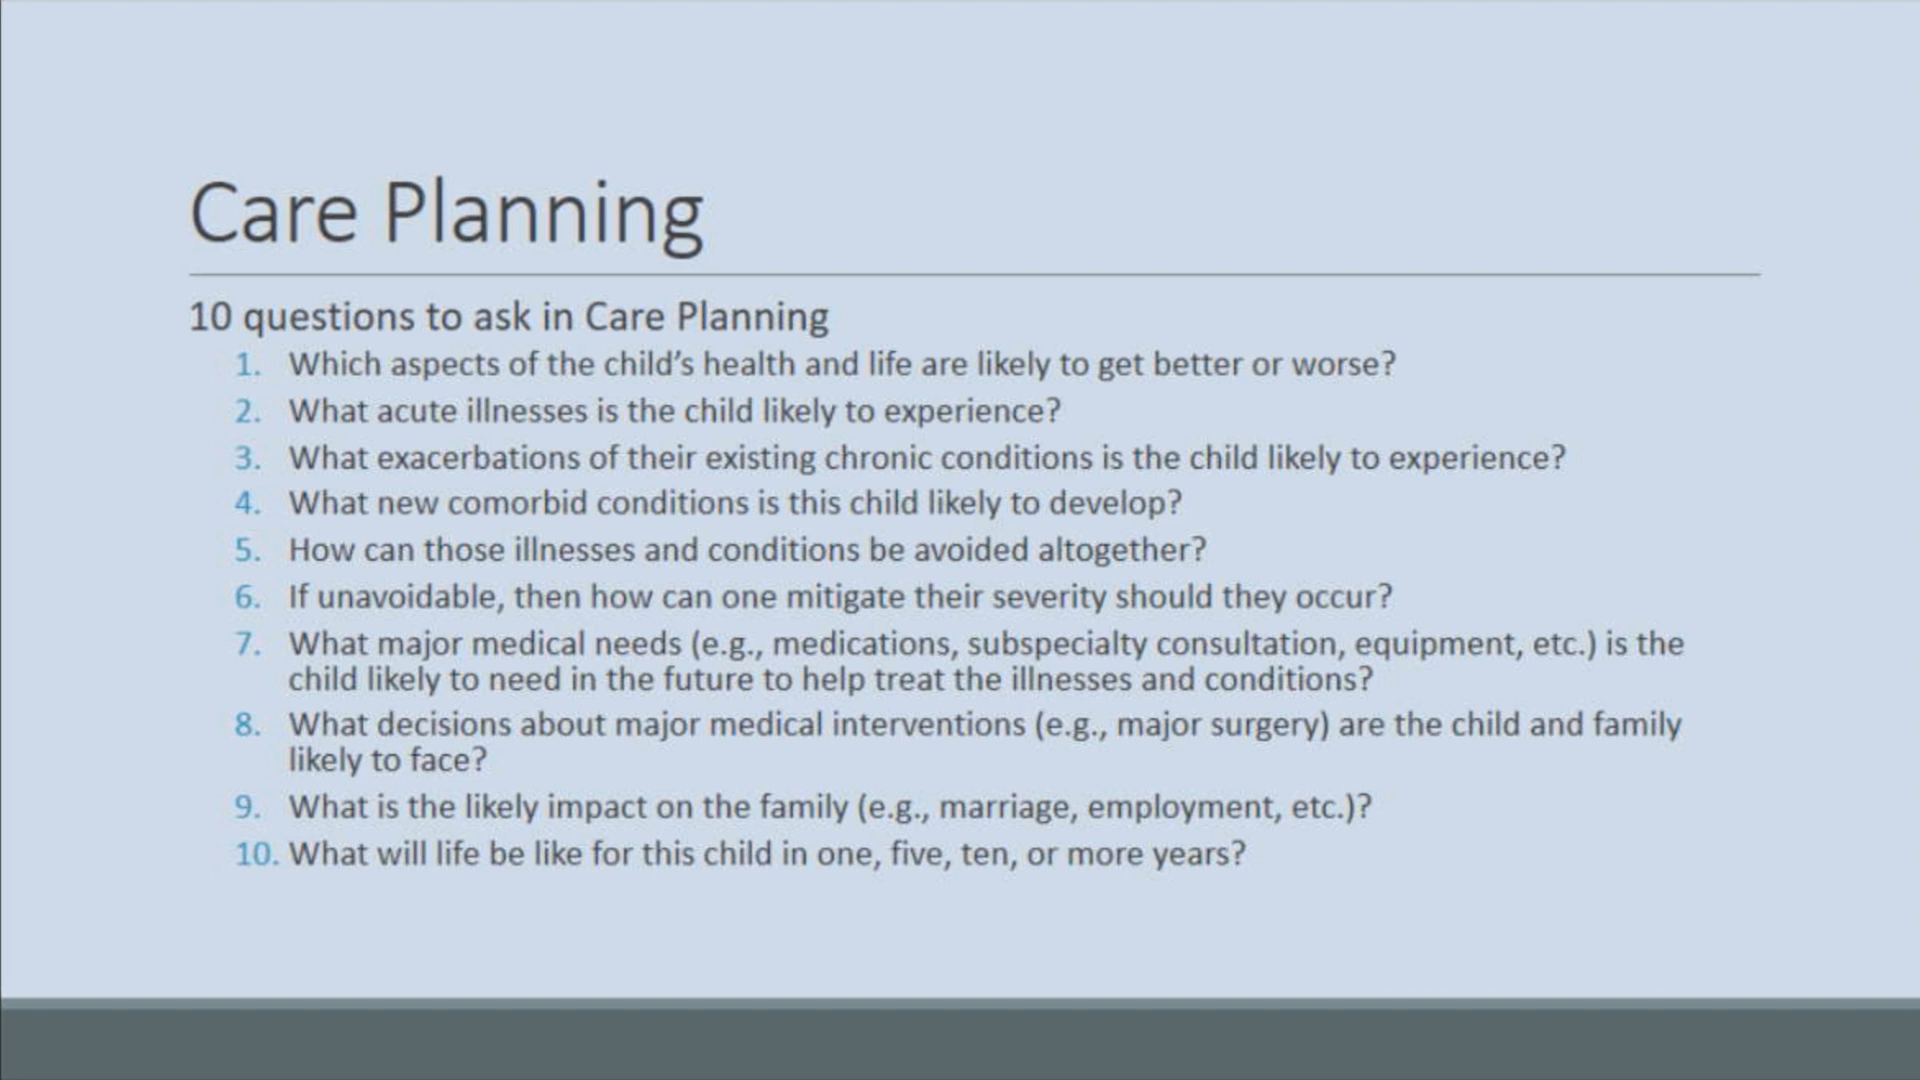 Care Planning
10 questions to ask in Care Planning
1. Which aspects of the child's health and life are likely to get better or worse?
2. What acute illnesses is the child likely to experience?
3. What exacerbations of their existing chronic conditions is the child likely to experience?
4. What new comorbid conditions is this child likely to develop?
5. How can those illnesses and conditions be avoided altogether?
6. If unavoidable, then how can one mitigate their severity should they occur?
7. What major medical needs (e.g., medications, subspecialty consultation, equipment, etc.) is the
child likely to need in the future to help treat the illnesses and conditions?
8. What decisions about major medical interventions (e.g., major surgery) are the child and family
likely to face?
9. What is the likely impact on the family (e.g., marriage, employment, etc.)?
10. What will life be like for this child in one, five, ten, or more years?